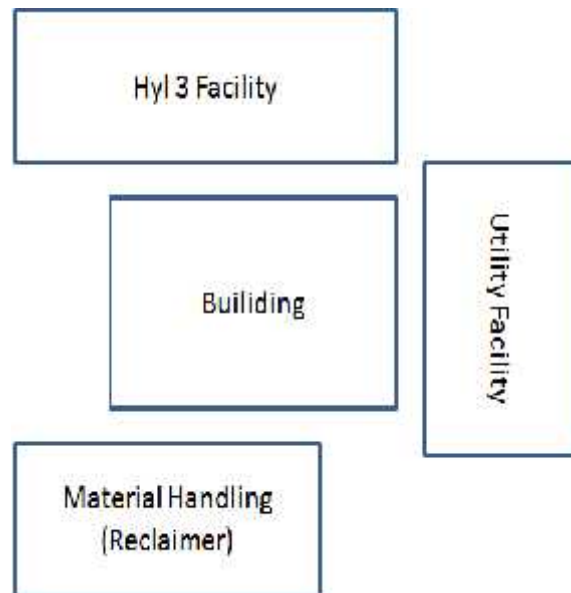 Hyl 3 Facility
Builiding
Utility Facility
Material Handling
(Reclaimer)